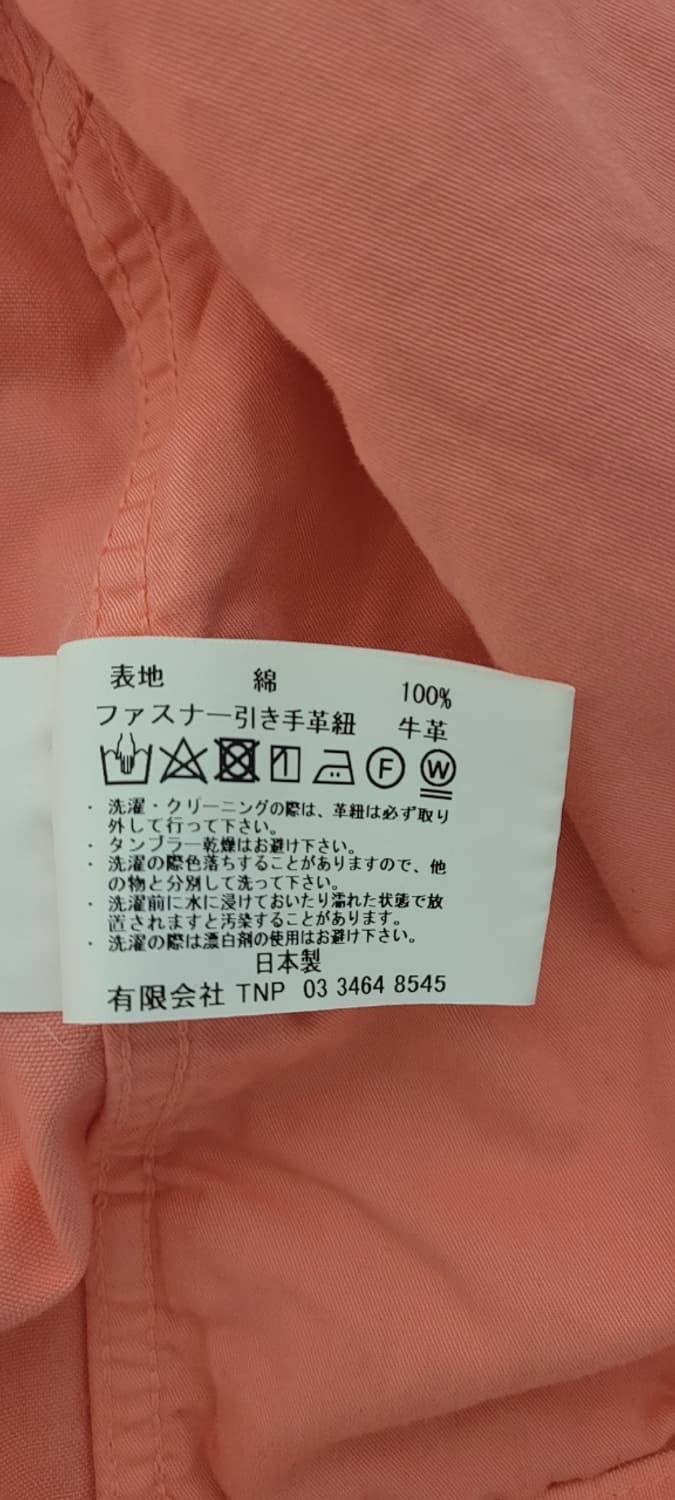 表地 綿 100%
ファスナー引き手革紐 牛革
F W
・ 洗濯・クリーニングの際は、革紐は必ず取り
外して行って下さい。
・ タンブラー乾燥はお避け下さい。
・ 洗濯の際色落ちすることがありますので、他
の物と分別して洗って下さい。
・ 洗濯前に水に浸けておいたり濡れた状態で放
置されますと汚染することがあります。
・ 洗濯の際は漂白剤の使用はお避け下さい。
日本製
有限会社 TNP 03 3464 8545